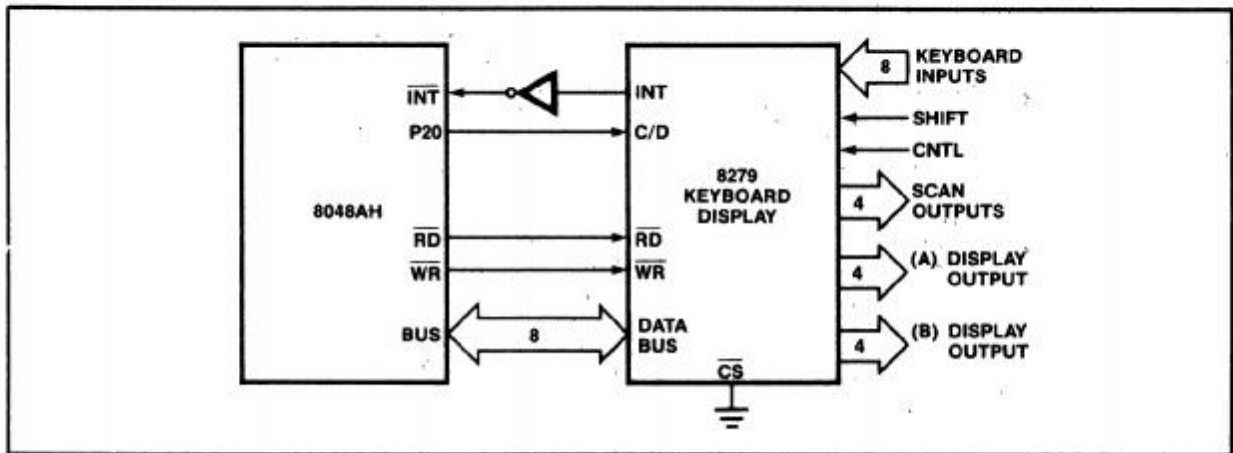 8048AH
INT
P20
RD
WR
BUS
8
INT
C/D
RD
WR
DATA
BUS
8279
KEYBOARD
DISPLAY
CS
8
KEYBOARD
INPUTS
SHIFT
CNTL
4
SCAN
OUTPUTS
4
(A) DISPLAY
OUTPUT
4
(B) DISPLAY
OUTPUT